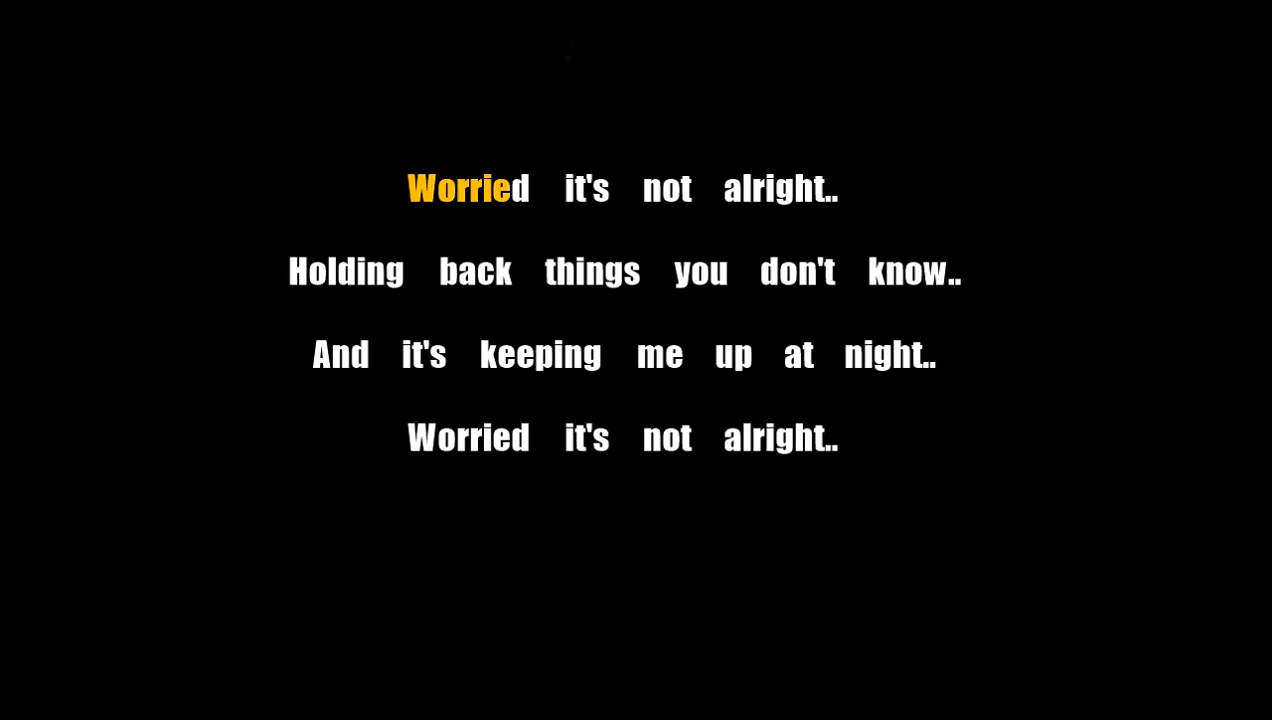 Worried it's not alright..
Holding back things you don't know..
And it's keeping me up at night..
Worried it's not alright..